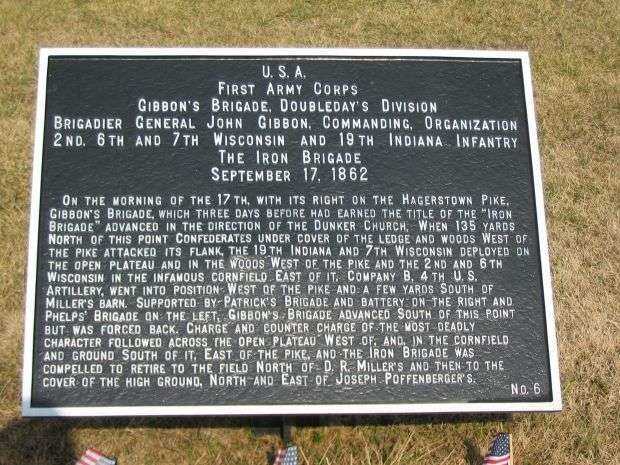 U. S. A.
First Army Corps
Gibbon's Brigade, Doubleday's Division
Brigadier General John Gibbon, Commanding, Organization
2nd. 6th and 7th Wisconsin and 19th Indiana Infantry
The Iron Brigade
September 17, 1862
On the morning of the 17th, with its right on the Hagerstown Pike,
Gibbon's Brigade, which three days before had earned the title of the "Iron
Brigade" advanced in the direction of the Dunker Church. When 135 yards
North of this point Confederates under cover of the ledge and woods West of
the pike attacked its flank, the 19th Indiana and 7th Wisconsin deployed on
the open plateau and in the woods West of the pike and the 2nd and 6th
Wisconsin in the infamous cornfield East of it. Company B, 4th U.S.
Artillery, went into position West of the pike and a few yards South of
Miller's barn. Supported by Patrick's Brigade and battery on the right and
Phelps' Brigade on the left, Gibbon's Brigade advanced South of this point
but was forced back. Charge and counter charge of the most deadly
character followed across the open plateau West of, and, in the cornfield
and ground South of it, East of the pike, and the Iron Brigade was
compelled to retire to the field North of D. R. Miller's and then to the
cover of the high ground, North and East of Joseph Poffenberger's.
No. 6